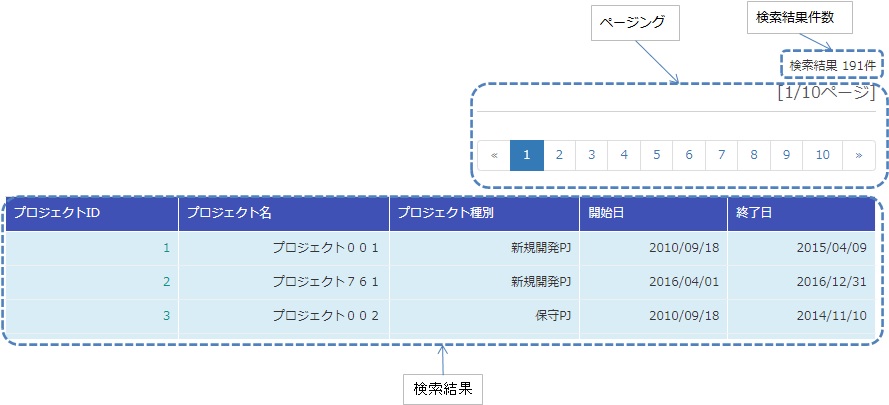 ページング
検索結果件数
検索結果 191件
[1/10ページ]
« 1 2 3 4 5 6 7 8 9 10 »
プロジェクトID プロジェクト名 プロジェクト種別 開始日 終了日
1 プロジェクト００１ 新規開発PJ 2010/09/18 2015/04/09
2 プロジェクト７６１ 新規開発PJ 2016/04/01 2016/12/31
3 プロジェクト００２ 保守PJ 2010/09/18 2014/11/10
検索結果